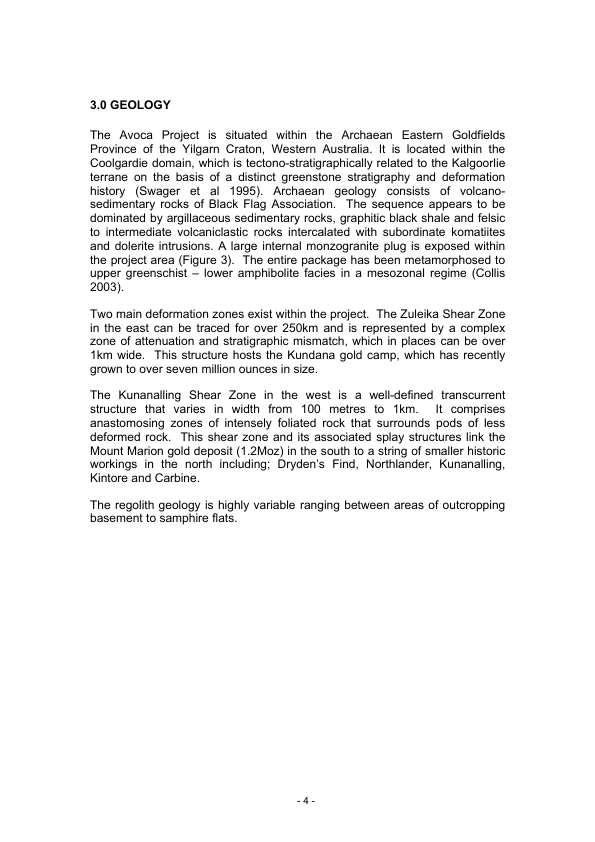 3.0 GEOLOGY
The Avoca Project is situated within the Archaean Eastern Goldfields
Province of the Yilgarn Craton, Western Australia. It is located within the
Coolgardie domain, which is tectono-stratigraphically related to the Kalgoorlie
terrane on the basis of a distinct greenstone stratigraphy and deformation
history (Swager et al 1995). Archaean geology consists of volcano-
sedimentary rocks of Black Flag Association.  The sequence appears to be
dominated by argillaceous sedimentary rocks, graphitic black shale and felsic
to intermediate volcaniclastic rocks intercalated with subordinate komatiites
and dolerite intrusions. A large internal monzogranite plug is exposed within
the project area (Figure 3).  The entire package has been metamorphosed to
upper greenschist – lower amphibolite facies in a mesozonal regime (Collis
2003).
Two main deformation zones exist within the project.  The Zuleika Shear Zone
in the east can be traced for over 250km and is represented by a complex
zone of attenuation and stratigraphic mismatch, which in places can be over
1km wide.  This structure hosts the Kundana gold camp, which has recently
grown to over seven million ounces in size.
The Kunanalling Shear Zone in the west is a well-defined transcurrent
structure that varies in width from 100 metres to 1km.  It comprises
anastomosing zones of intensely foliated rock that surrounds pods of less
deformed rock.  This shear zone and its associated splay structures link the
Mount Marion gold deposit (1.2Moz) in the south to a string of smaller historic
workings in the north including; Dryden's Find, Northlander, Kunanalling,
Kintore and Carbine.
The regolith geology is highly variable ranging between areas of outcropping
basement to samphire flats.
- 4 -